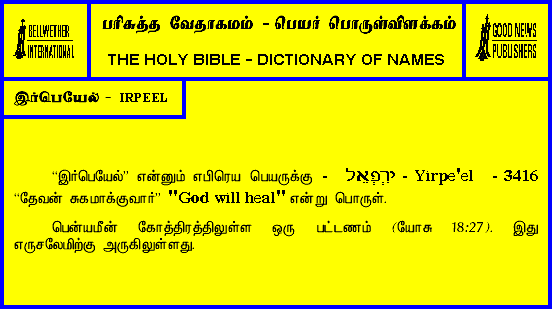 BELLWETHER
INTERNATIONAL
பரிசுத்த வேதாகமம் - பெயர் பொருள்விளக்கம்
THE HOLY BIBLE - DICTIONARY OF NAMES
GOOD NEWS
PUBLISHERS
இர்பெயேல் - IRPEEL
“இர்பெயேல்” என்னும் எபிரெய பெயருக்கு - יִרְפְּאֵל - Yirpe'el - 3416
“தேவன் சுகமாக்குவார்” "God will heal" என்று பொருள்.
பென்யமீன் கோத்திரத்திலுள்ள ஒரு பட்டணம் (யோசு 18:27). இது
எருசலேமிற்கு அருகிலுள்ளது.